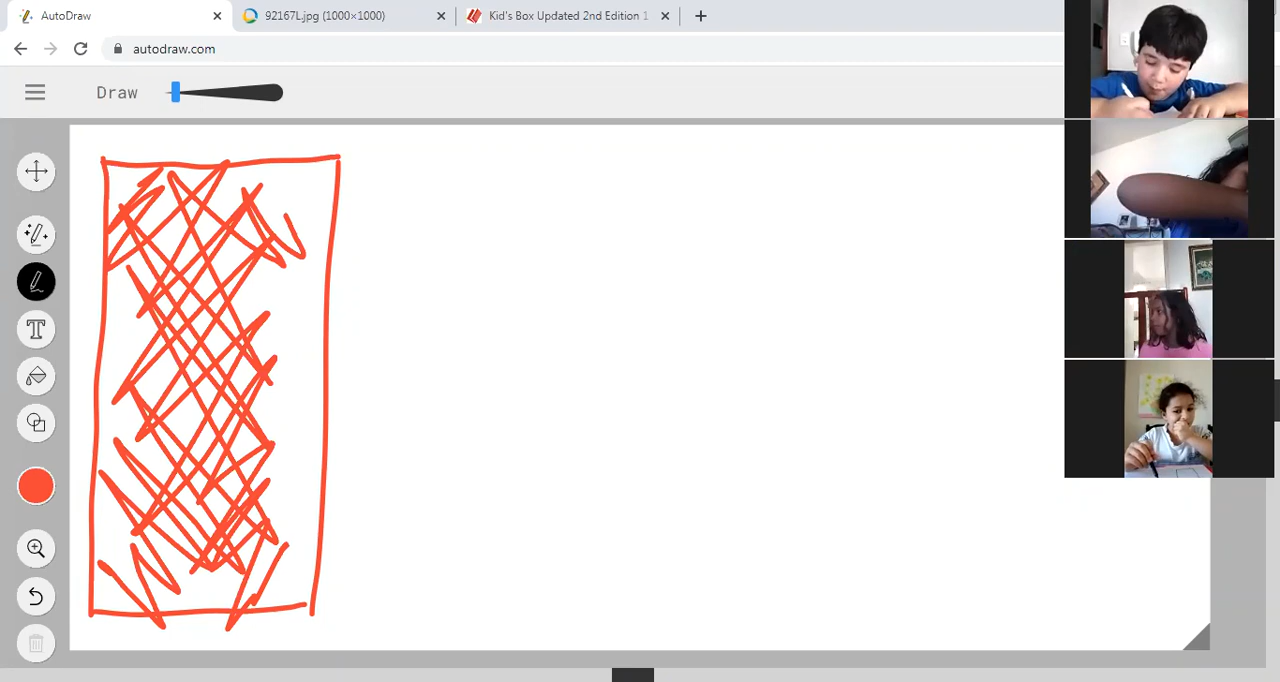 AutoDraw
92167L.jpg (1000×1000)
Kid's Box Updated 2nd Edition 1
autodraw.com
Draw
T